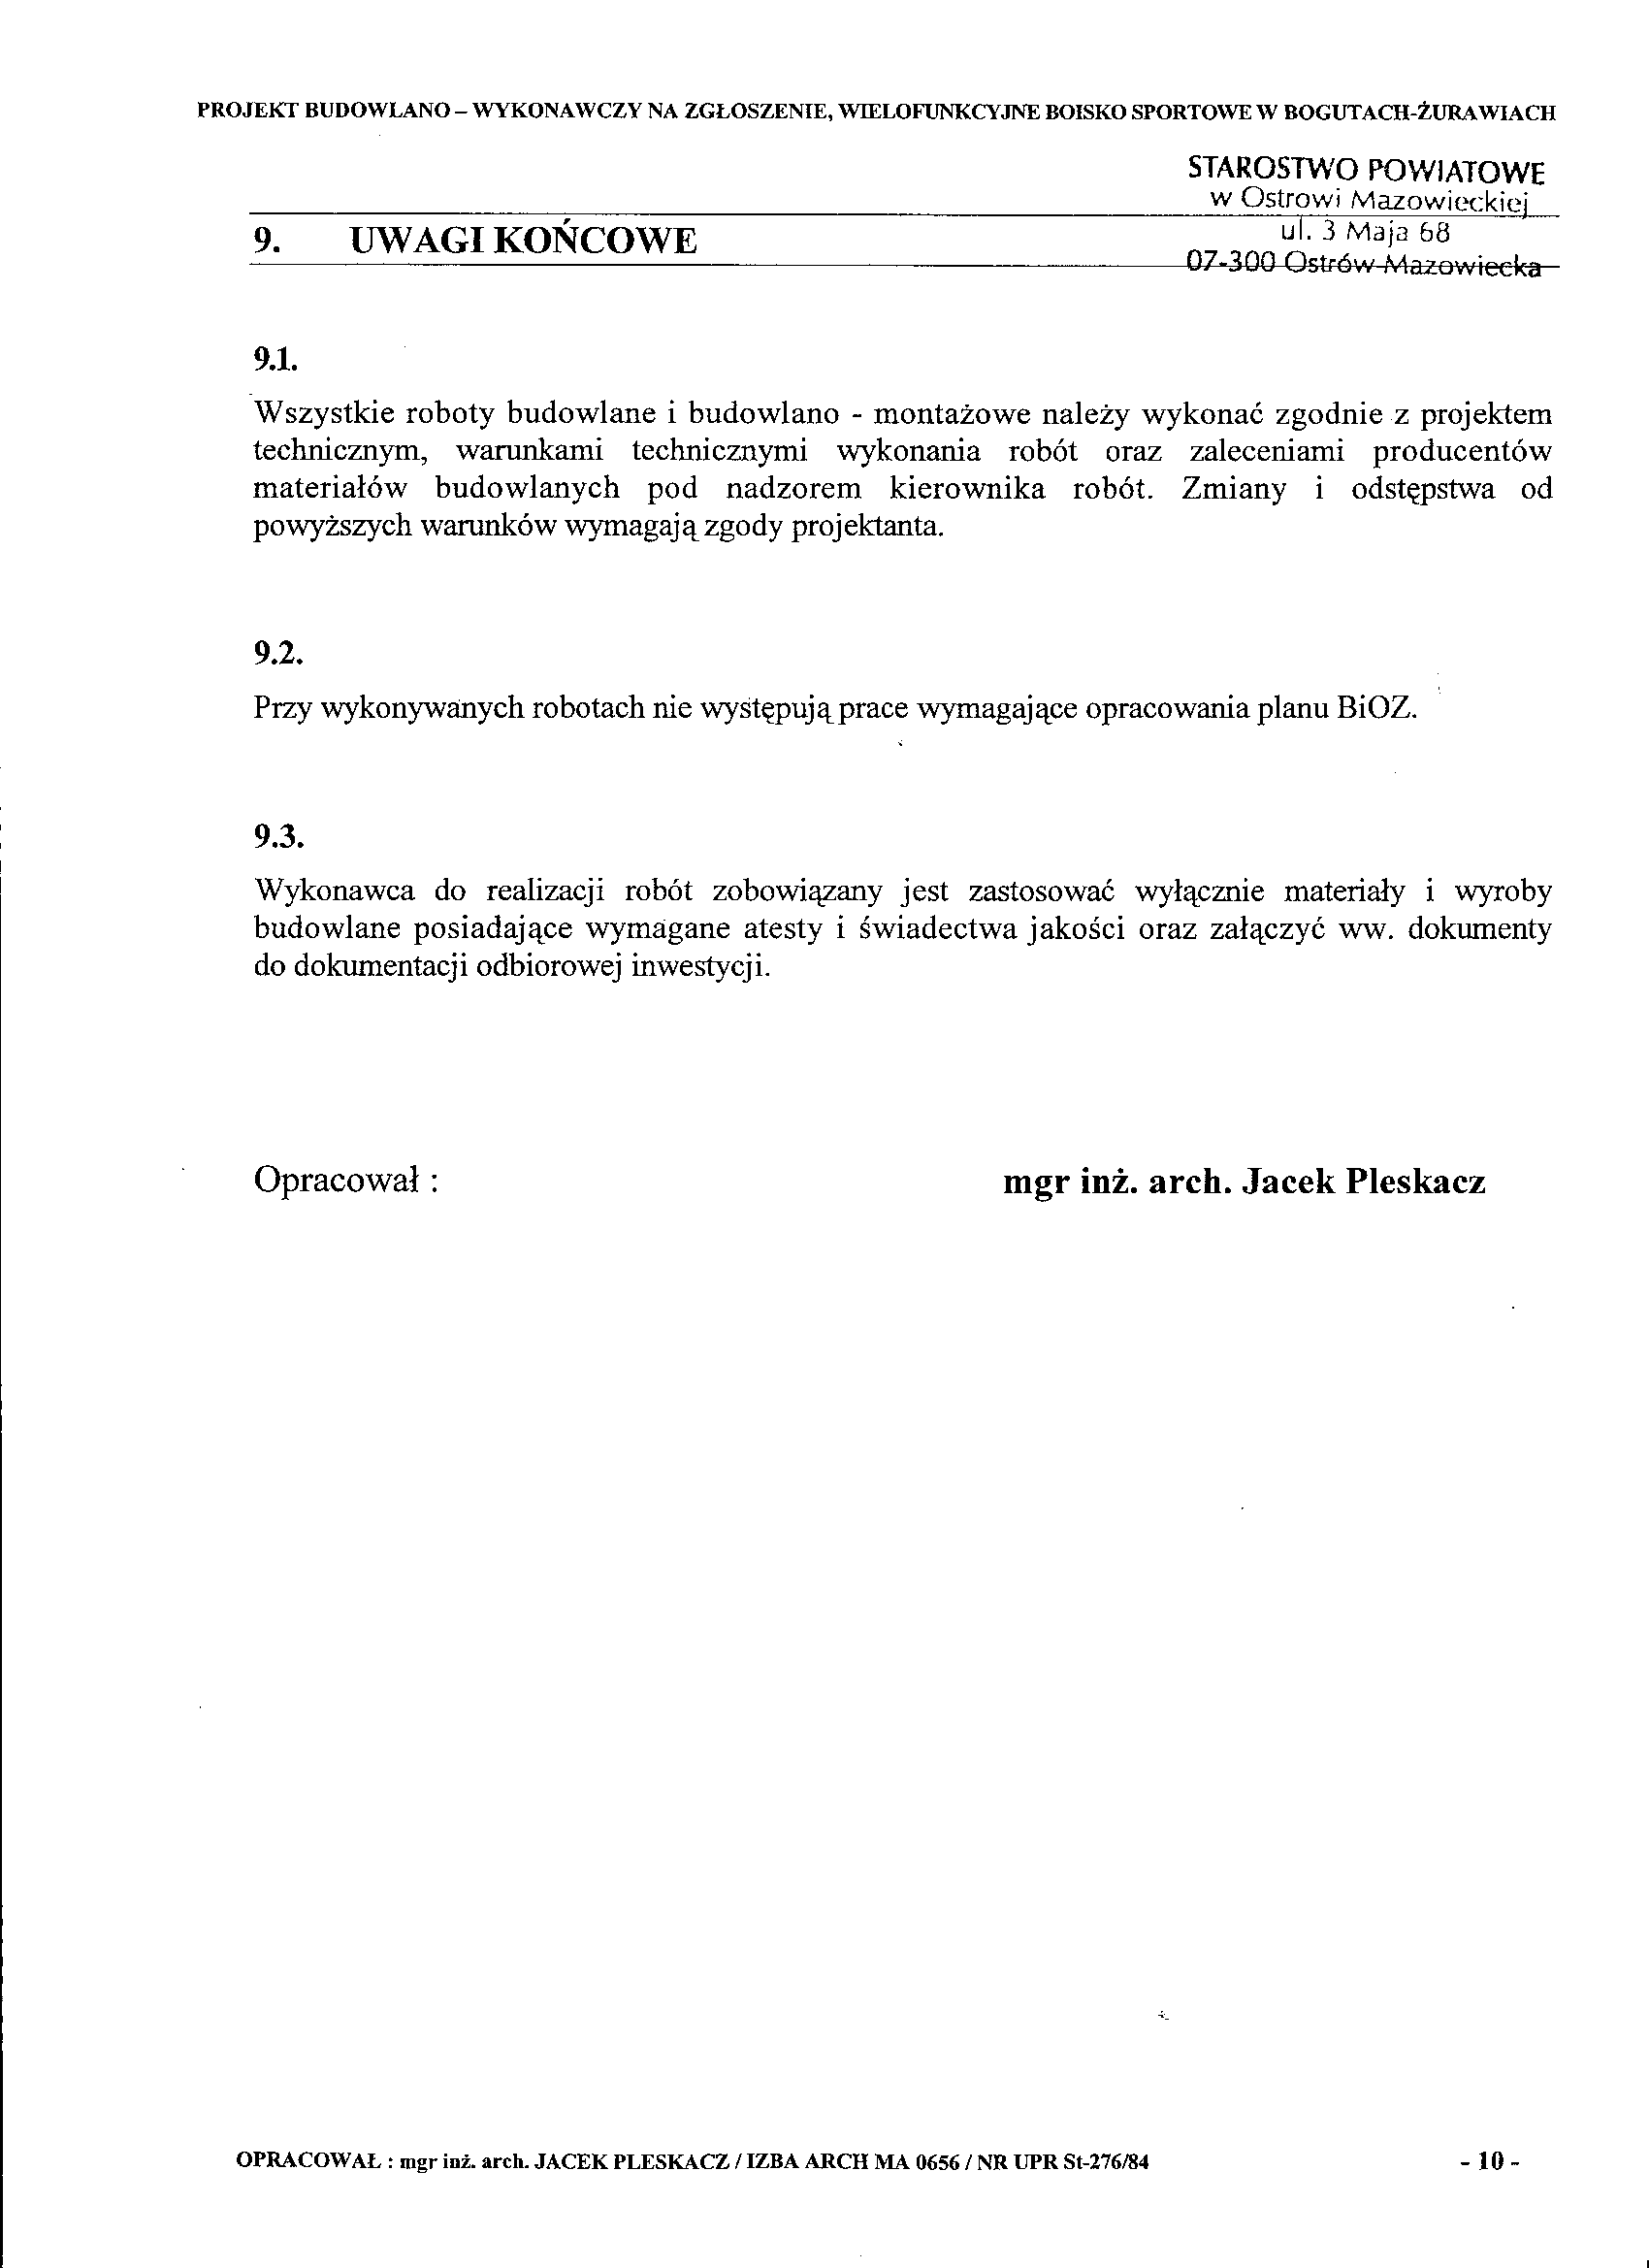 PROJEKT BUDOWLANO – WYKONAWCZY NA ZGŁOSZENIE, WIELOFUNKCYJNE BOISKO SPORTOWE W BOGUTACH-ŻURAWIACH
STAROSTWO POWIATOWE
w Ostrowi Mazowieckiej
ul. 3 Maja 68
07-300 Ostrów Mazowiecka
9. UWAGI KOŃCOWE
9.1.
Wszystkie roboty budowlane i budowlano - montażowe należy wykonać zgodnie z projektem
technicznym, warunkami technicznymi wykonania robót oraz zaleceniami producentów
materiałów budowlanych pod nadzorem kierownika robót. Zmiany i odstępstwa od
powyższych warunków wymagają zgody projektanta.
9.2.
Przy wykonywanych robotach nie występują prace wymagające opracowania planu BiOZ.
9.3.
Wykonawca do realizacji robót zobowiązany jest zastosować wyłącznie materiały i wyroby
budowlane posiadające wymagane atesty i świadectwa jakości oraz załączyć ww. dokumenty
do dokumentacji odbiorowej inwestycji.
Opracował : mgr inż. arch. Jacek Pleskacz
OPRACOWAŁ : mgr inż. arch. JACEK PLESKACZ / IZBA ARCH MA 0656 / NR UPR St-276/84 - 10 -